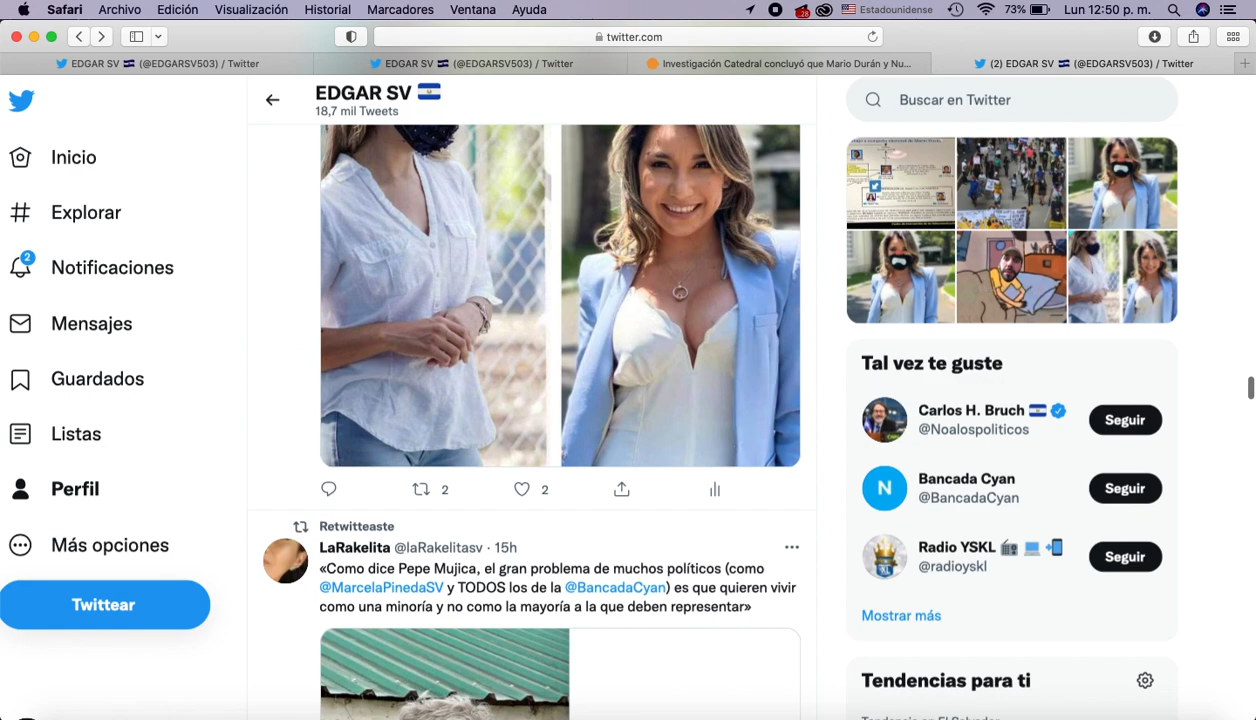 Safari Archivo Edición Visualización Historial Marcadores Ventana Ayuda
28 Estadounidense 73% Lun 12:50 p. m.
twitter.com
EDGAR SV (@EDGARSV503) / Twitter
EDGAR SV (@EDGARSV503) / Twitter
Investigación Catedral concluyó que Mario Durán y Nu...
(2) EDGAR SV (@EDGARSV503) / Twitter
Inicio
Explorar
2
Notificaciones
Mensajes
Guardados
Listas
Perfil
Más opciones
Twittear
EDGAR SV
18,7 mil Tweets
2
2
Retwitteaste
LaRakelita @laRakelitasv · 15h
«Como dice Pepe Mujica, el gran problema de muchos políticos (como
@MarcelaPinedaSV y TODOS los de la @BancadaCyan) es que quieren vivir
como una minoría y no como la mayoría a la que deben representar»
Buscar en Twitter
Tal vez te guste
Carlos H. Bruch
@Noalospoliticos
Seguir
N
Bancada Cyan
@BancadaCyan
Seguir
Radio YSKL
@radioyskl
Seguir
Mostrar más
Tendencias para ti